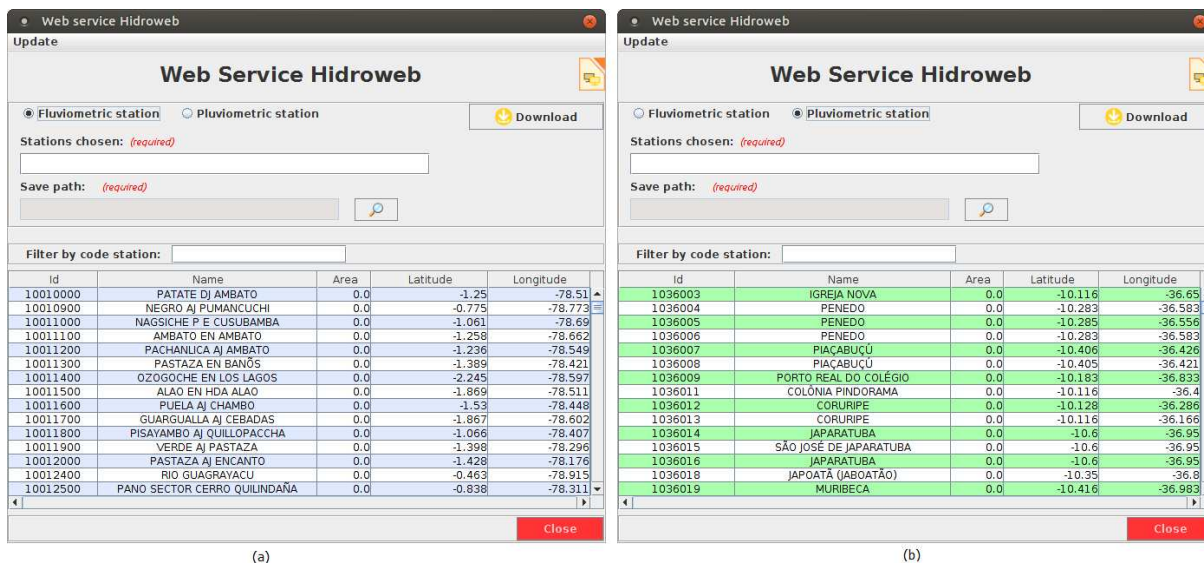 Web service Hidroweb
Update
Web Service Hidroweb
Fluviometric station Pluviometric station Download
Stations chosen: (required)
Save path: (required)
Filter by code station:
Id Name Area Latitude Longitude
10010000 PATATE DJ AMBATO 0.0 -1.25 -78.51
10010900 NEGRO AJ PUMANCUCHI 0.0 -0.775 -78.773
10011000 NAGSICHE P E CUSUBAMBA 0.0 -1.061 -78.69
10011100 AMBATO EN AMBATO 0.0 -1.258 -78.662
10011200 PACHANLICA AJ AMBATO 0.0 -1.236 -78.549
10011300 PASTAZA EN BANÕS 0.0 -1.389 -78.421
10011400 OZOGOCHE EN LOS LAGOS 0.0 -2.245 -78.597
10011500 ALAO EN HDA ALAO 0.0 -1.869 -78.511
10011600 PUELA AJ CHAMBO 0.0 -1.53 -78.448
10011700 GUARGUALLA AJ CEBADAS 0.0 -1.867 -78.602
10011800 PISAYAMBO AJ QUILLOPACCHA 0.0 -1.066 -78.407
10011900 VERDE AJ PASTAZA 0.0 -1.398 -78.296
10012000 PASTAZA AJ ENCANTO 0.0 -1.428 -78.176
10012400 RIO GUAGRAYACU 0.0 -0.463 -78.915
10012500 PANO SECTOR CERRO QUILINDAÑA 0.0 -0.838 -78.311
Close
(a)
Web service Hidroweb
Update
Web Service Hidroweb
Fluviometric station Pluviometric station Download
Stations chosen: (required)
Save path: (required)
Filter by code station:
Id Name Area Latitude Longitude
1036003 IGREJA NOVA 0.0 -10.116 -36.65
1036004 PENEDO 0.0 -10.283 -36.583
1036005 PENEDO 0.0 -10.285 -36.556
1036006 PENEDO 0.0 -10.283 -36.583
1036007 PIAÇABUÇÚ 0.0 -10.406 -36.426
1036008 PIAÇABUÇÚ 0.0 -10.405 -36.421
1036009 PORTO REAL DO COLÉGIO 0.0 -10.183 -36.833
1036011 COLÔNIA PINDORAMA 0.0 -10.116 -36.4
1036012 CORURIPE 0.0 -10.128 -36.286
1036013 CORURIPE 0.0 -10.116 -36.166
1036014 JAPARATUBA 0.0 -10.6 -36.95
1036015 SÃO JOSÉ DE JAPARATUBA 0.0 -10.6 -36.95
1036016 JAPARATUBA 0.0 -10.6 -36.95
1036018 JAPOATÃ (JABOATÃO) 0.0 -10.35 -36.8
1036019 MURIBECA 0.0 -10.416 -36.983
Close
(b)